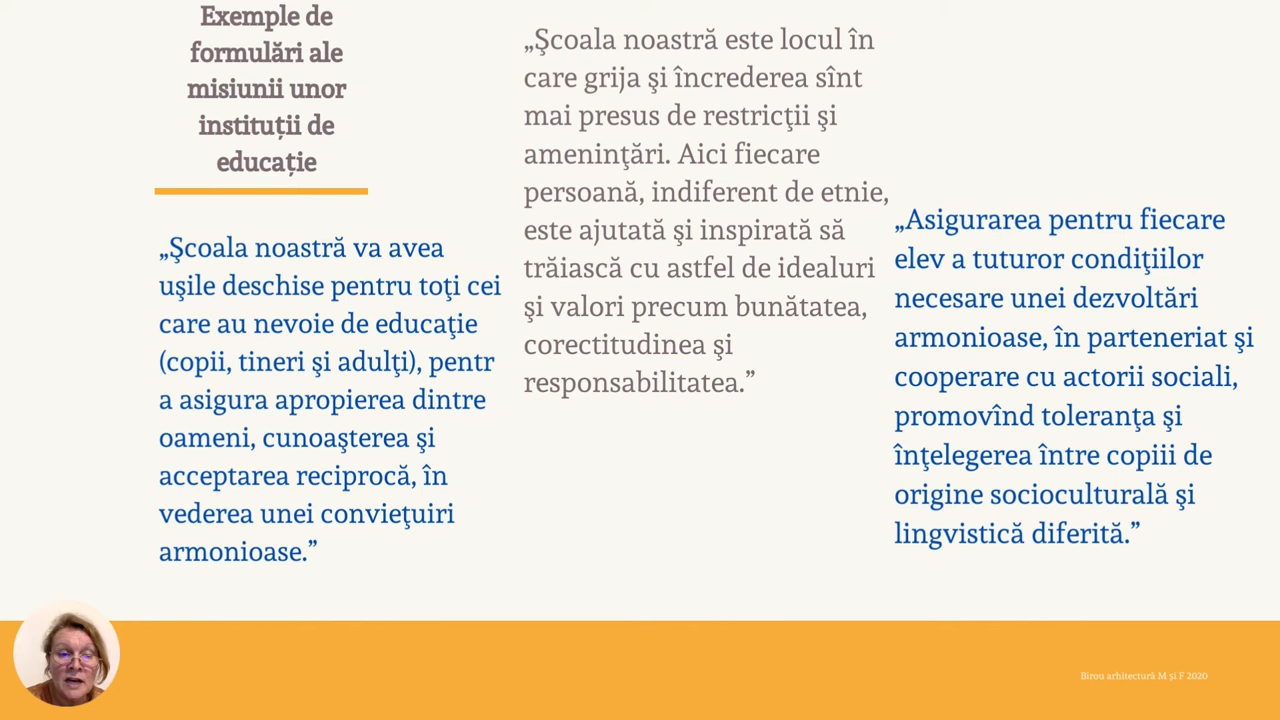 Exemple de
formulări ale
misiunii unor
instituții de
educație
„Şcoala noastră va avea
uşile deschise pentru toţi cei
care au nevoie de educaţie
(copii, tineri şi adulţi), pentr
a asigura apropierea dintre
oameni, cunoaşterea şi
acceptarea reciprocă, în
vederea unei convieţuiri
armonioase.”
„Şcoala noastră este locul în
care grija şi încrederea sînt
mai presus de restricţii şi
ameninţări. Aici fiecare
persoană, indiferent de etnie,
este ajutată şi inspirată să
trăiască cu astfel de idealuri
şi valori precum bunătatea,
corectitudinea şi
responsabilitatea.”
„Asigurarea pentru fiecare
elev a tuturor condiţiilor
necesare unei dezvoltări
armonioase, în parteneriat şi
cooperare cu actorii sociali,
promovînd toleranţa şi
înţelegerea între copiii de
origine socioculturală şi
lingvistică diferită.”
Birou arhitectură M și F 2020